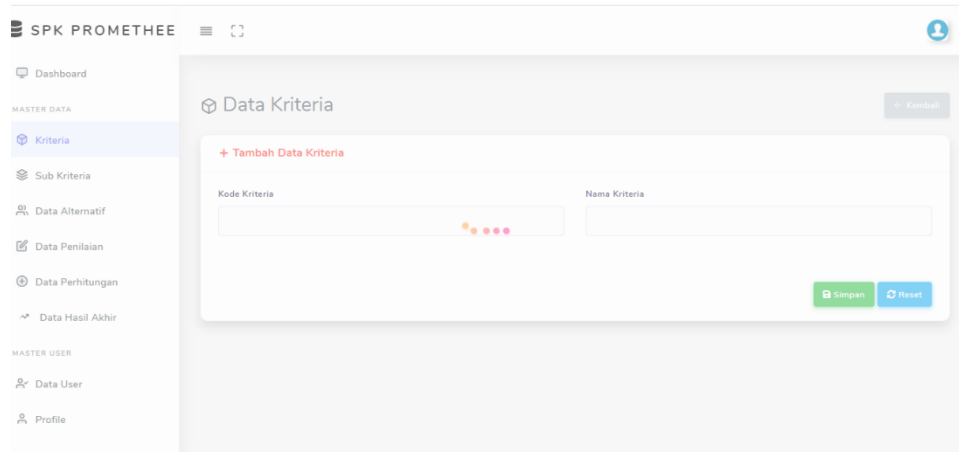 SPK PROMETHEE
Dashboard
MASTER DATA
Kriteria
Sub Kriteria
Data Alternatif
Data Penilaian
Data Perhitungan
Data Hasil Akhir
MASTER USER
Data User
Profile
Data Kriteria
Kembali
+ Tambah Data Kriteria
Kode Kriteria
Nama Kriteria
Simpan
Reset